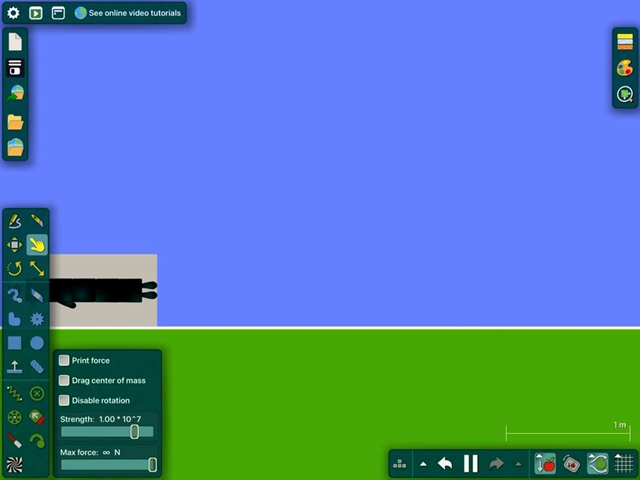 See online video tutorials
Print force
Drag center of mass
Disable rotation
Strength: 1.00 * 10^7
Max force: ∞ N
1 m